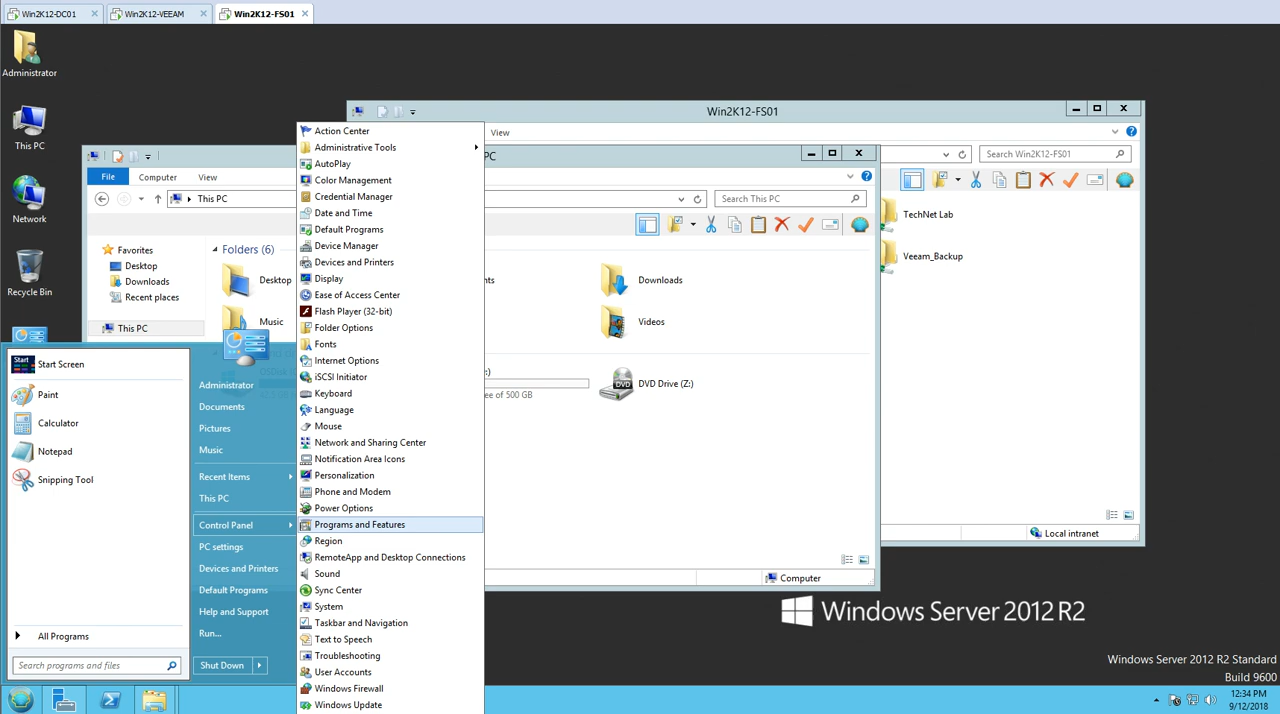 Win2K12-DC01
Win2K12-VEEAM
Win2K12-FS01
Administrator
This PC
Network
Recycle Bin
Win2K12-FS01
View
Search Win2K12-FS01
TechNet Lab
Veeam_Backup
Local intranet
PC
File
Computer
View
This PC
Search This PC
Favorites
Desktop
Downloads
Recent places
This PC
Folders (6)
Desktop
Music
nts
Downloads
Videos
:)
ee of 500 GB
DVD
DVD Drive (Z:)
Computer
Start
Start Screen
Paint
Calculator
Notepad
Snipping Tool
All Programs
Search programs and files
Administrator
Documents
Pictures
Music
Recent Items
This PC
Control Panel
PC settings
Devices and Printers
Default Programs
Help and Support
Run...
Shut Down
Action Center
Administrative Tools
AutoPlay
Color Management
Credential Manager
Date and Time
Default Programs
Device Manager
Devices and Printers
Display
Ease of Access Center
Flash Player (32-bit)
Folder Options
Fonts
Internet Options
iSCSI Initiator
Keyboard
Language
Mouse
Network and Sharing Center
Notification Area Icons
Personalization
Phone and Modem
Power Options
Programs and Features
Region
RemoteApp and Desktop Connections
Sound
Sync Center
System
Taskbar and Navigation
Text to Speech
Troubleshooting
User Accounts
Windows Firewall
Windows Update
Windows Server 2012 R2
Windows Server 2012 R2 Standard
Build 9600
12:34 PM
9/12/2018